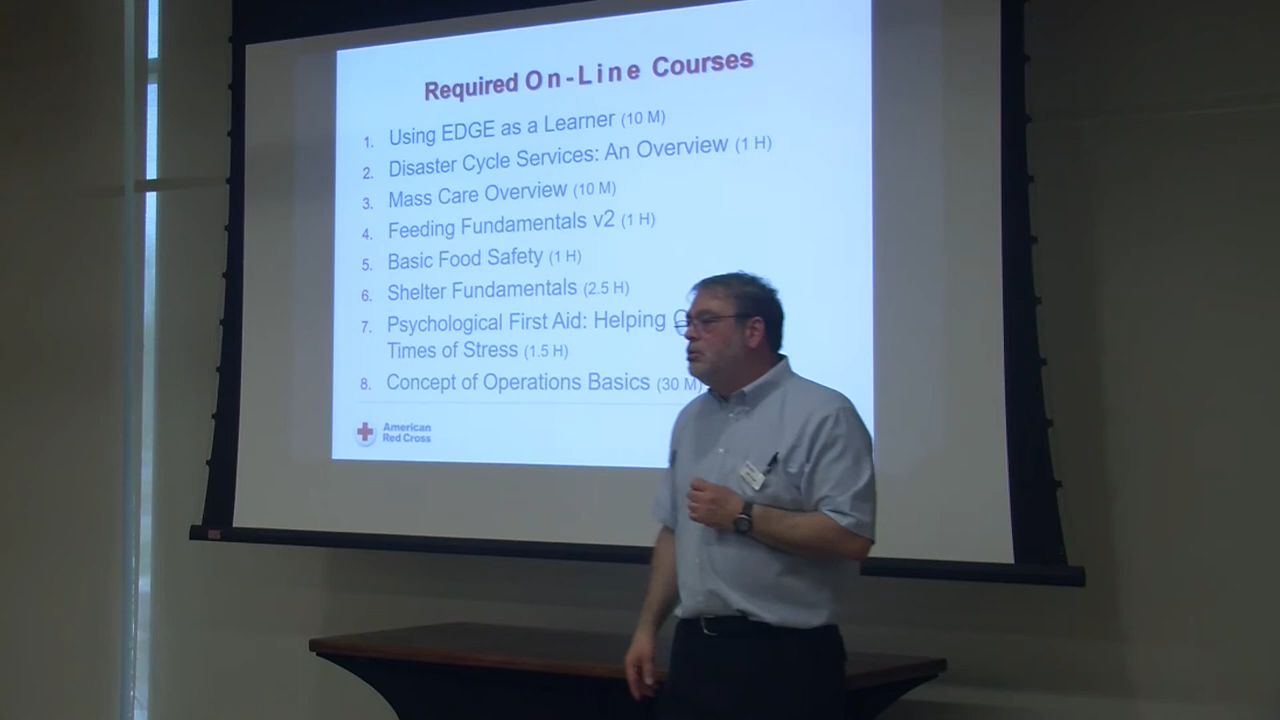 Required On-Line Courses
1. Using EDGE as a Learner (10 M)
2. Disaster Cycle Services: An Overview (1 H)
3. Mass Care Overview (10 M)
4. Feeding Fundamentals v2 (1 H)
5. Basic Food Safety (1 H)
6. Shelter Fundamentals (2.5 H)
7. Psychological First Aid: Helping
Times of Stress (1.5 H)
8. Concept of Operations Basics (30 M)
American
Red Cross